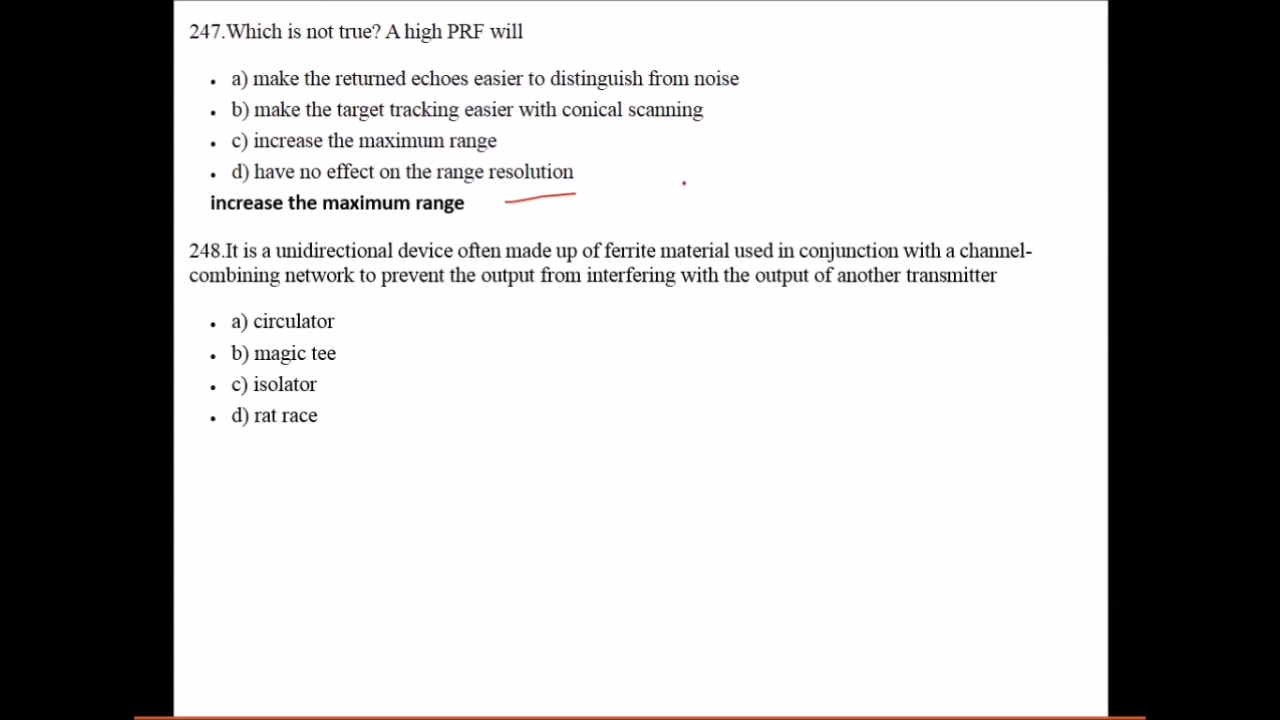 247.Which is not true? A high PRF will
• a) make the returned echoes easier to distinguish from noise
• b) make the target tracking easier with conical scanning
• c) increase the maximum range
• d) have no effect on the range resolution
increase the maximum range
248.It is a unidirectional device often made up of ferrite material used in conjunction with a channel-
combining network to prevent the output from interfering with the output of another transmitter
• a) circulator
• b) magic tee
• c) isolator
• d) rat race